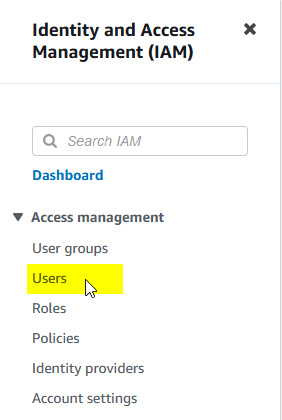 Identity and Access
Management (IAM)
Search IAM
Dashboard
Access management
User groups
Users
Roles
Policies
Identity providers
Account settings